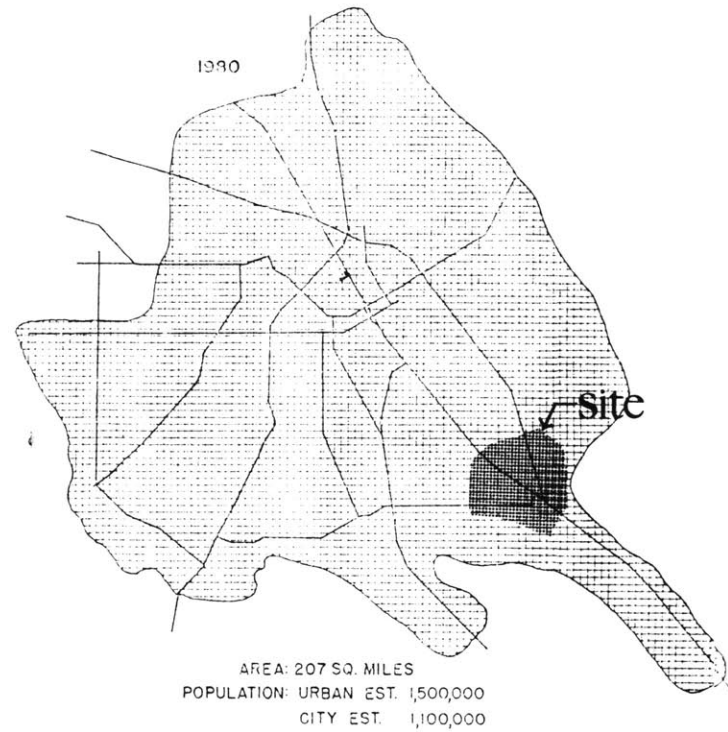 1980
site
AREA: 207 SQ. MILES
POPULATION: URBAN EST. 1,500,000
CITY EST. 1,100,000